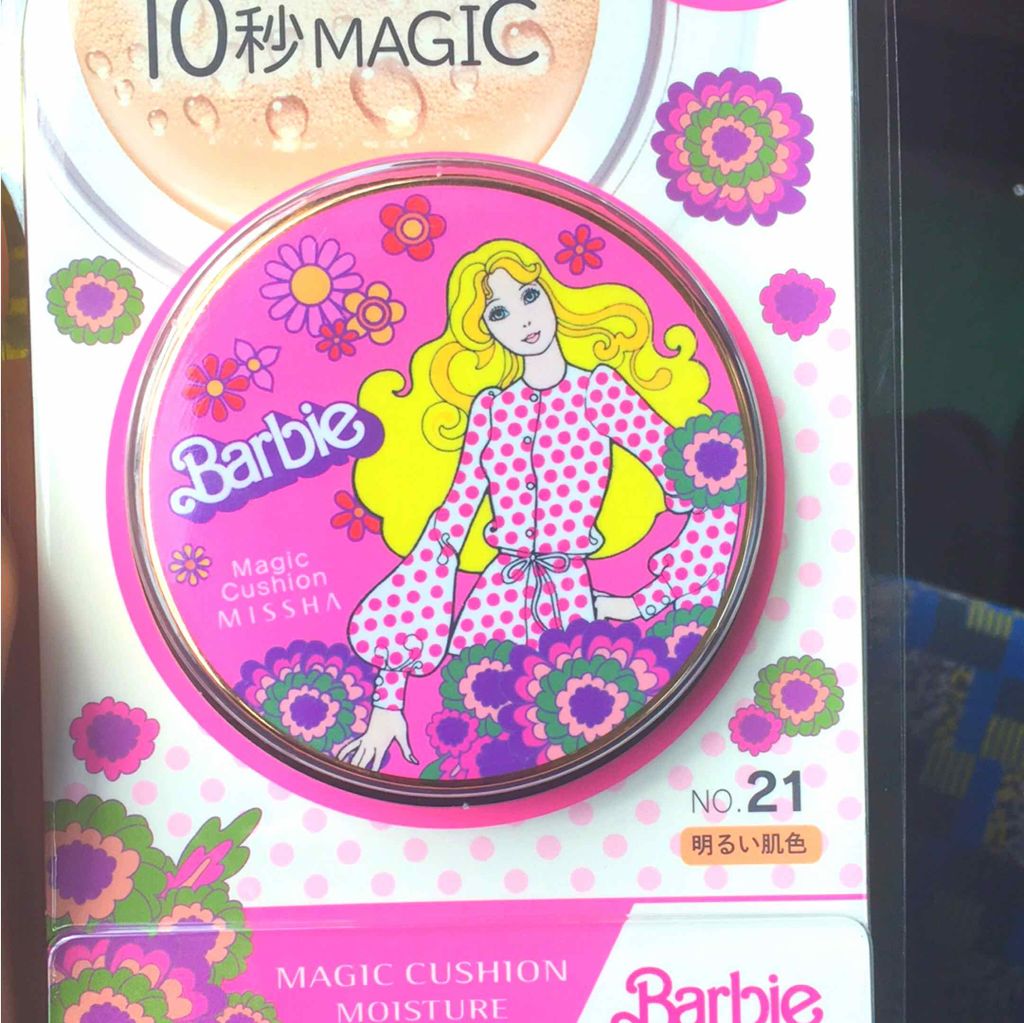 10秒MAGIC
Barbie
Magic
Cushion
MISSHA
NO.21
明るい肌色
MAGIC CUSHION
MOISTURE
Barbie